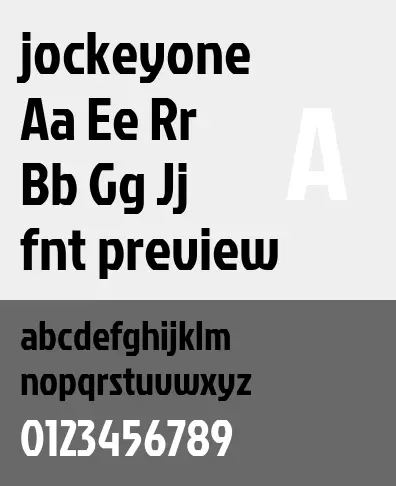 jockeyone
Aa Ee Rr
A
Bb Gg Jj
fnt preview
abcdefghijklm
nopqrstuvwxyz
0123456789